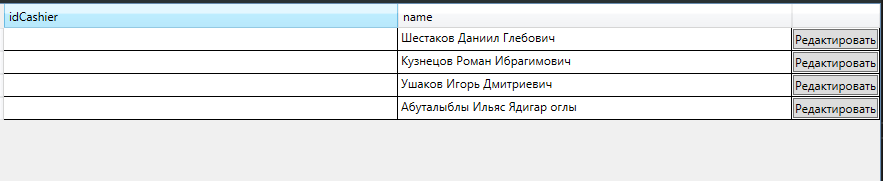 idCashier name
Шестаков Даниил Глебович Редактировать
Кузнецов Роман Ибрагимович Редактировать
Ушаков Игорь Дмитриевич Редактировать
Абуталыблы Ильяс Ядигар оглы Редактировать